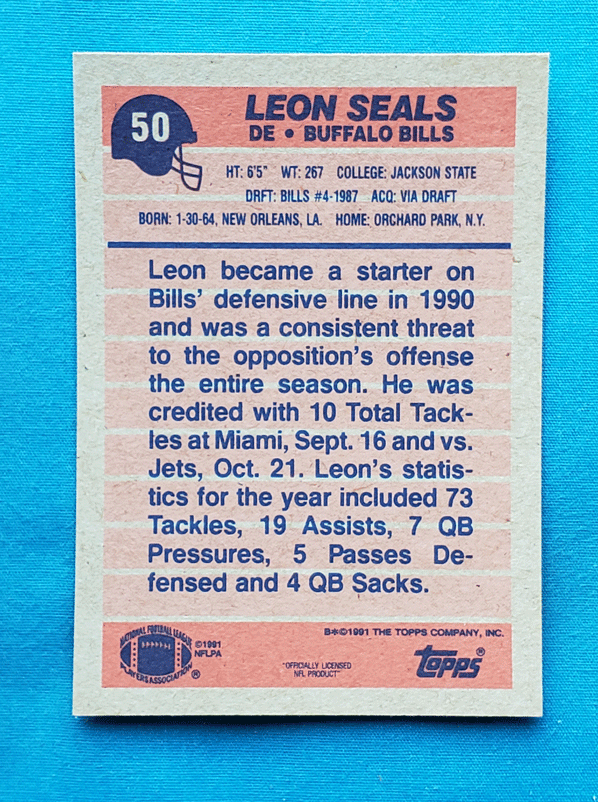 50
LEON SEALS
DE • BUFFALO BILLS
HT: 6'5" WT: 267 COLLEGE: JACKSON STATE
DRFT: BILLS #4-1987 ACQ: VIA DRAFT
BORN: 1-30-64, NEW ORLEANS, LA. HOME: ORCHARD PARK, N.Y.
Leon became a starter on
Bills' defensive line in 1990
and was a consistent threat
to the opposition's offense
the entire season. He was
credited with 10 Total Tack-
les at Miami, Sept. 16 and vs.
Jets, Oct. 21. Leon's statis-
tics for the year included 73
Tackles, 19 Assists, 7 QB
Pressures, 5 Passes De-
fensed and 4 QB Sacks.
NATIONAL FOOTBALL LEAGUE
PLAYERS ASSOCIATION ®
©1991
NFLPA
"OFFICIALLY LICENSED
NFL PRODUCT"
B*©1991 THE TOPPS COMPANY, INC.
topps ®